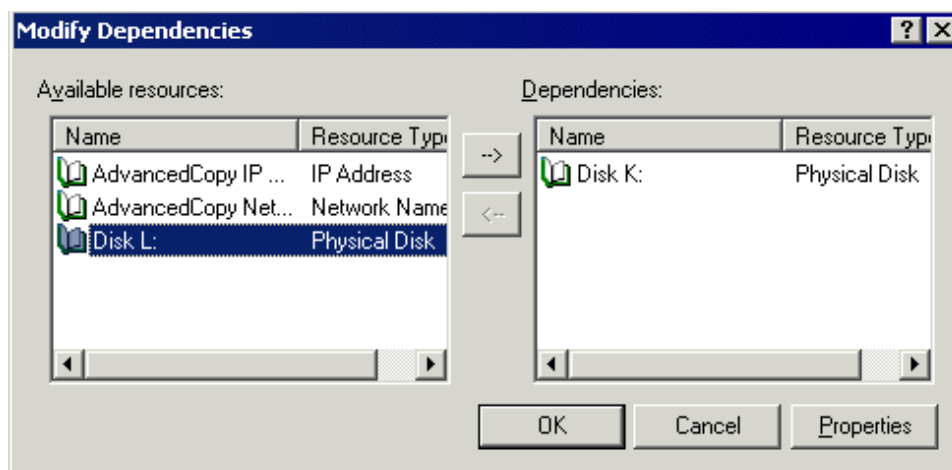 Modify Dependencies
Available resources:
Name Resource Typ
AdvancedCopy IP ... IP Address
AdvancedCopy Net... Network Name
Disk L: Physical Disk
-->
<--
Dependencies:
Name Resource Type
Disk K: Physical Disk
OK Cancel Properties